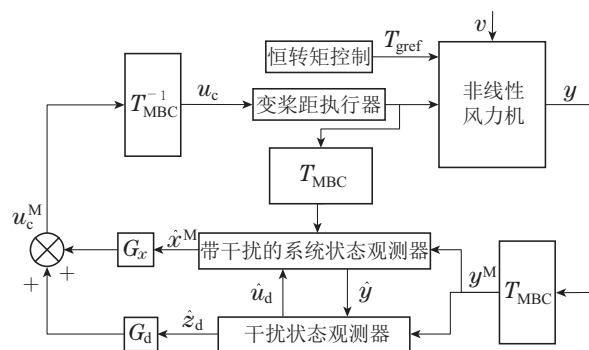 恒转矩控制
T_gref
v
T_MBC^{-1}
u_c
变桨距执行器
非线性
风力机
y
T_MBC
u_c^M
G_x
x̂^M
带干扰的系统状态观测器
y^M
T_MBC
+
+
û_d
ŷ
G_d
ẑ_d
干扰状态观测器